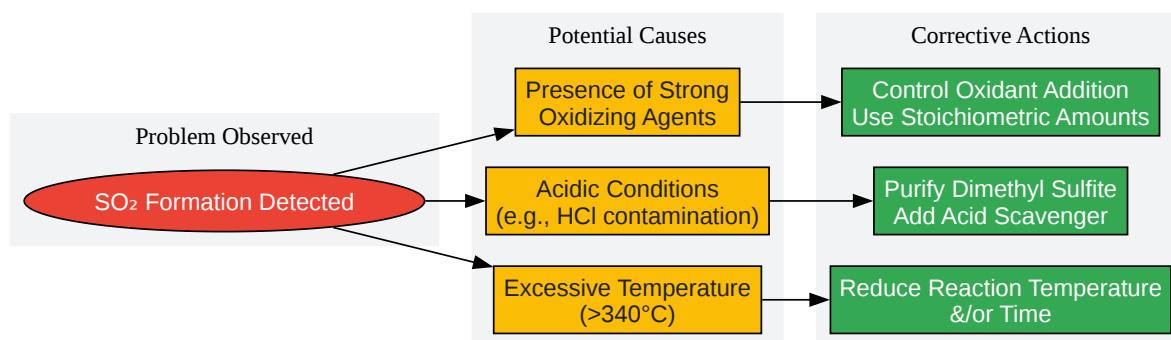 Problem Observed
SO₂ Formation Detected
Potential Causes
Presence of Strong
Oxidizing Agents
Acidic Conditions
(e.g., HCl contamination)
Excessive Temperature
(>340°C)
Corrective Actions
Control Oxidant Addition
Use Stoichiometric Amounts
Purify Dimethyl Sulfite
Add Acid Scavenger
Reduce Reaction Temperature
&/or Time